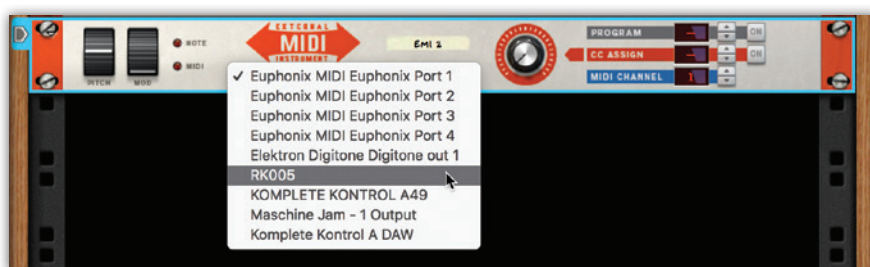 EXTERNAL
MIDI
INSTRUMENT
NOTE
MIDI
PITCH
MOD
EMI 2
PROGRAM
ON
CC ASSIGN
ON
MIDI CHANNEL
1
✓ Euphonix MIDI Euphonix Port 1
Euphonix MIDI Euphonix Port 2
Euphonix MIDI Euphonix Port 3
Euphonix MIDI Euphonix Port 4
Elektron Digitone Digitone out 1
RK005
KOMPLETE KONTROL A49
Maschine Jam - 1 Output
Komplete Kontrol A DAW